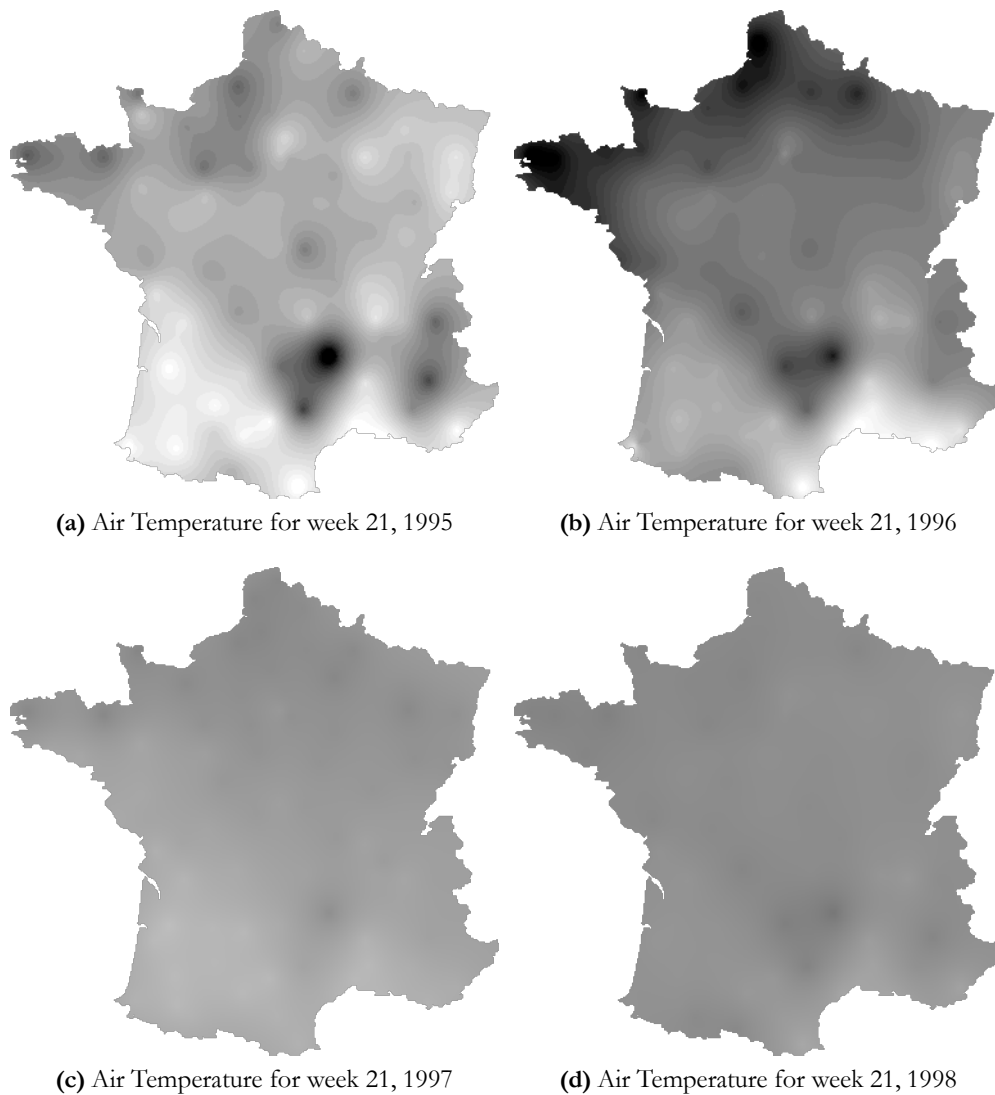 (a) Air Temperature for week 21, 1995
(b) Air Temperature for week 21, 1996
(c) Air Temperature for week 21, 1997
(d) Air Temperature for week 21, 1998